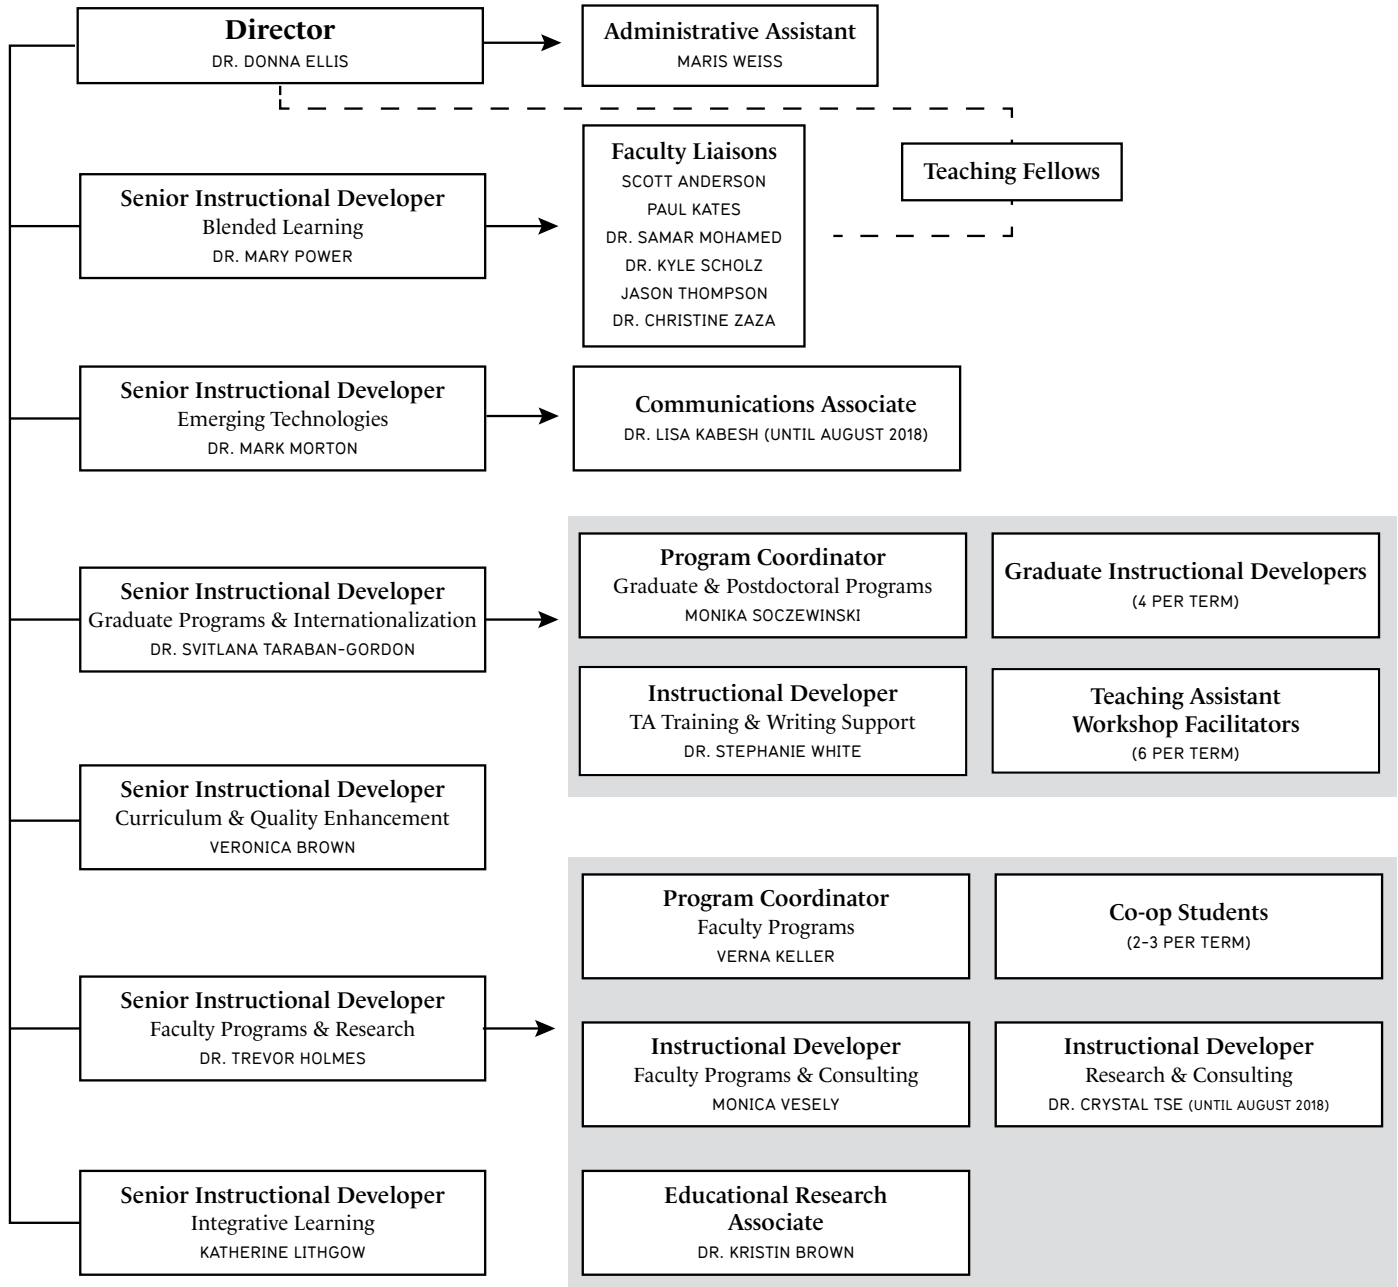 Director
DR. DONNA ELLIS
Administrative Assistant
MARIS WEISS
Senior Instructional Developer
Blended Learning
DR. MARY POWER
Faculty Liaisons
SCOTT ANDERSON
PAUL KATES
DR. SAMAR MOHAMED
DR. KYLE SCHOLZ
JASON THOMPSON
DR. CHRISTINE ZAZA
Teaching Fellows
Senior Instructional Developer
Emerging Technologies
DR. MARK MORTON
Communications Associate
DR. LISA KABESH (UNTIL AUGUST 2018)
Senior Instructional Developer
Graduate Programs & Internationalization
DR. SVITLANA TARABAN-GORDON
Program Coordinator
Graduate & Postdoctoral Programs
MONIKA SOCZEWINSKI
Graduate Instructional Developers
(4 PER TERM)
Instructional Developer
TA Training & Writing Support
DR. STEPHANIE WHITE
Teaching Assistant
Workshop Facilitators
(6 PER TERM)
Senior Instructional Developer
Curriculum & Quality Enhancement
VERONICA BROWN
Senior Instructional Developer
Faculty Programs & Research
DR. TREVOR HOLMES
Program Coordinator
Faculty Programs
VERNA KELLER
Co-op Students
(2-3 PER TERM)
Instructional Developer
Faculty Programs & Consulting
MONICA VESELY
Instructional Developer
Research & Consulting
DR. CRYSTAL TSE (UNTIL AUGUST 2018)
Senior Instructional Developer
Integrative Learning
KATHERINE LITHGOW
Educational Research
Associate
DR. KRISTIN BROWN